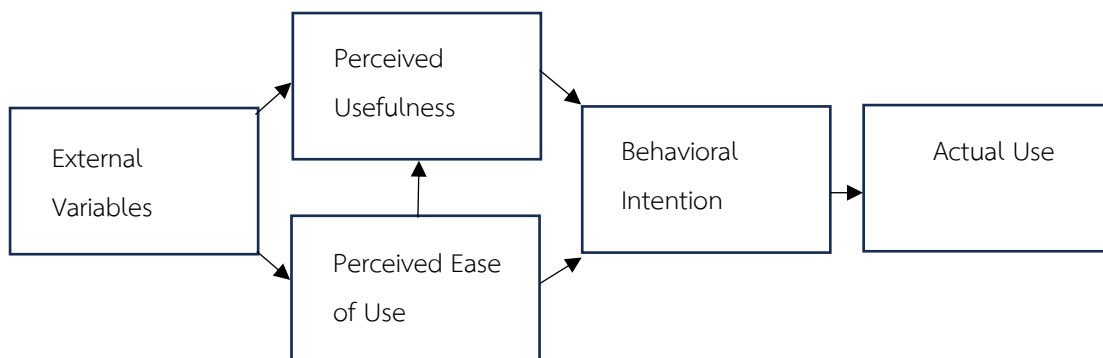 External
Variables
Perceived
Usefulness
Perceived Ease
of Use
Behavioral
Intention
Actual Use